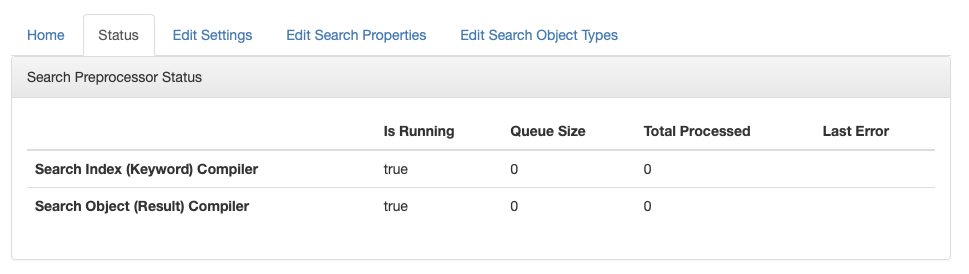 Home Status Edit Settings Edit Search Properties Edit Search Object Types
Search Preprocessor Status
Is Running Queue Size Total Processed Last Error
Search Index (Keyword) Compiler true 0 0
Search Object (Result) Compiler true 0 0